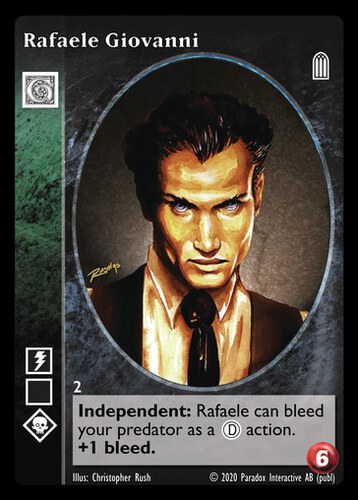 Rafaele Giovanni
2
Independent: Rafaele can bleed
your predator as a Ⓓ action.
+1 bleed.
6
Illus: Christopher Rush © 2020 Paradox Interactive AB (publ)